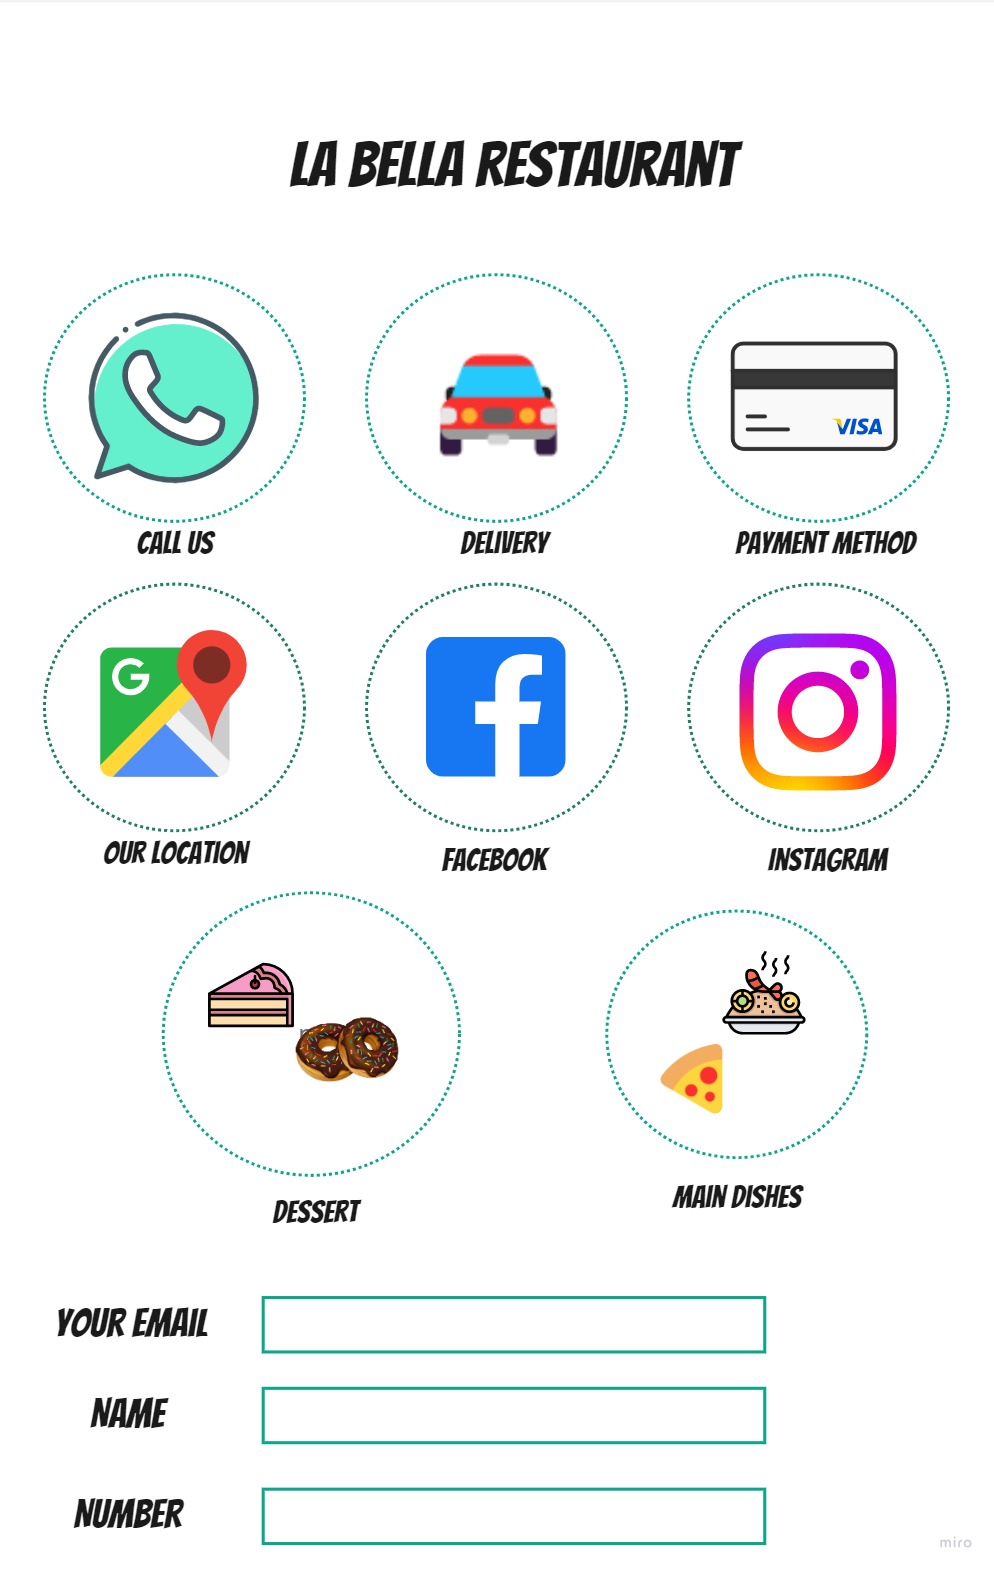 LA BELLA RESTAURANT
VISA
CALL US
DELIVERY
PAYMENT METHOD
G
OUR LOCATION
FACEBOOK
INSTAGRAM
DESSERT
MAIN DISHES
YOUR EMAIL
NAME
NUMBER
miro